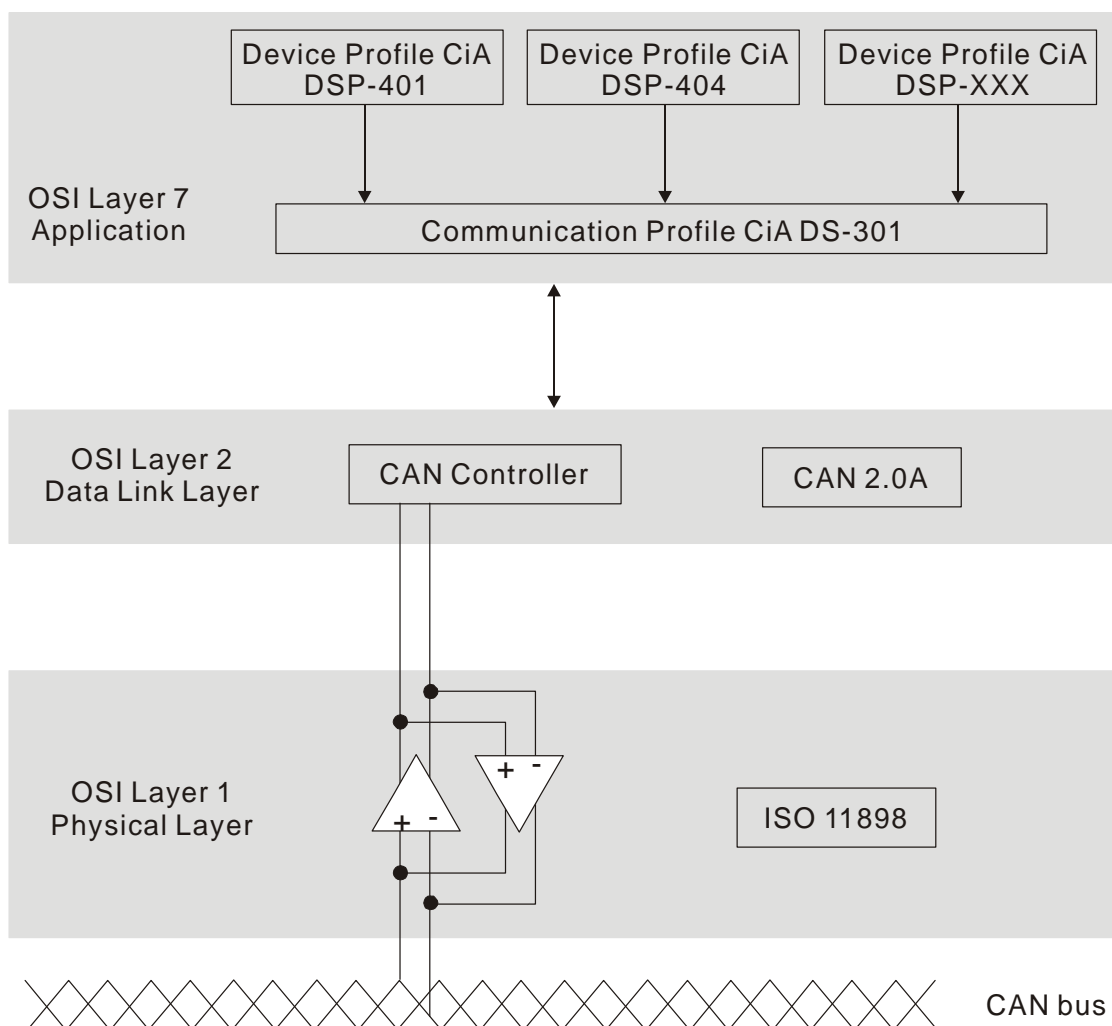 Device Profile CiA
DSP-401
Device Profile CiA
DSP-404
Device Profile CiA
DSP-XXX
OSI Layer 7
Application
Communication Profile CiA DS-301
OSI Layer 2
Data Link Layer
CAN Controller
CAN 2.0A
OSI Layer 1
Physical Layer
+ -
+ -
ISO 11898
CAN bus